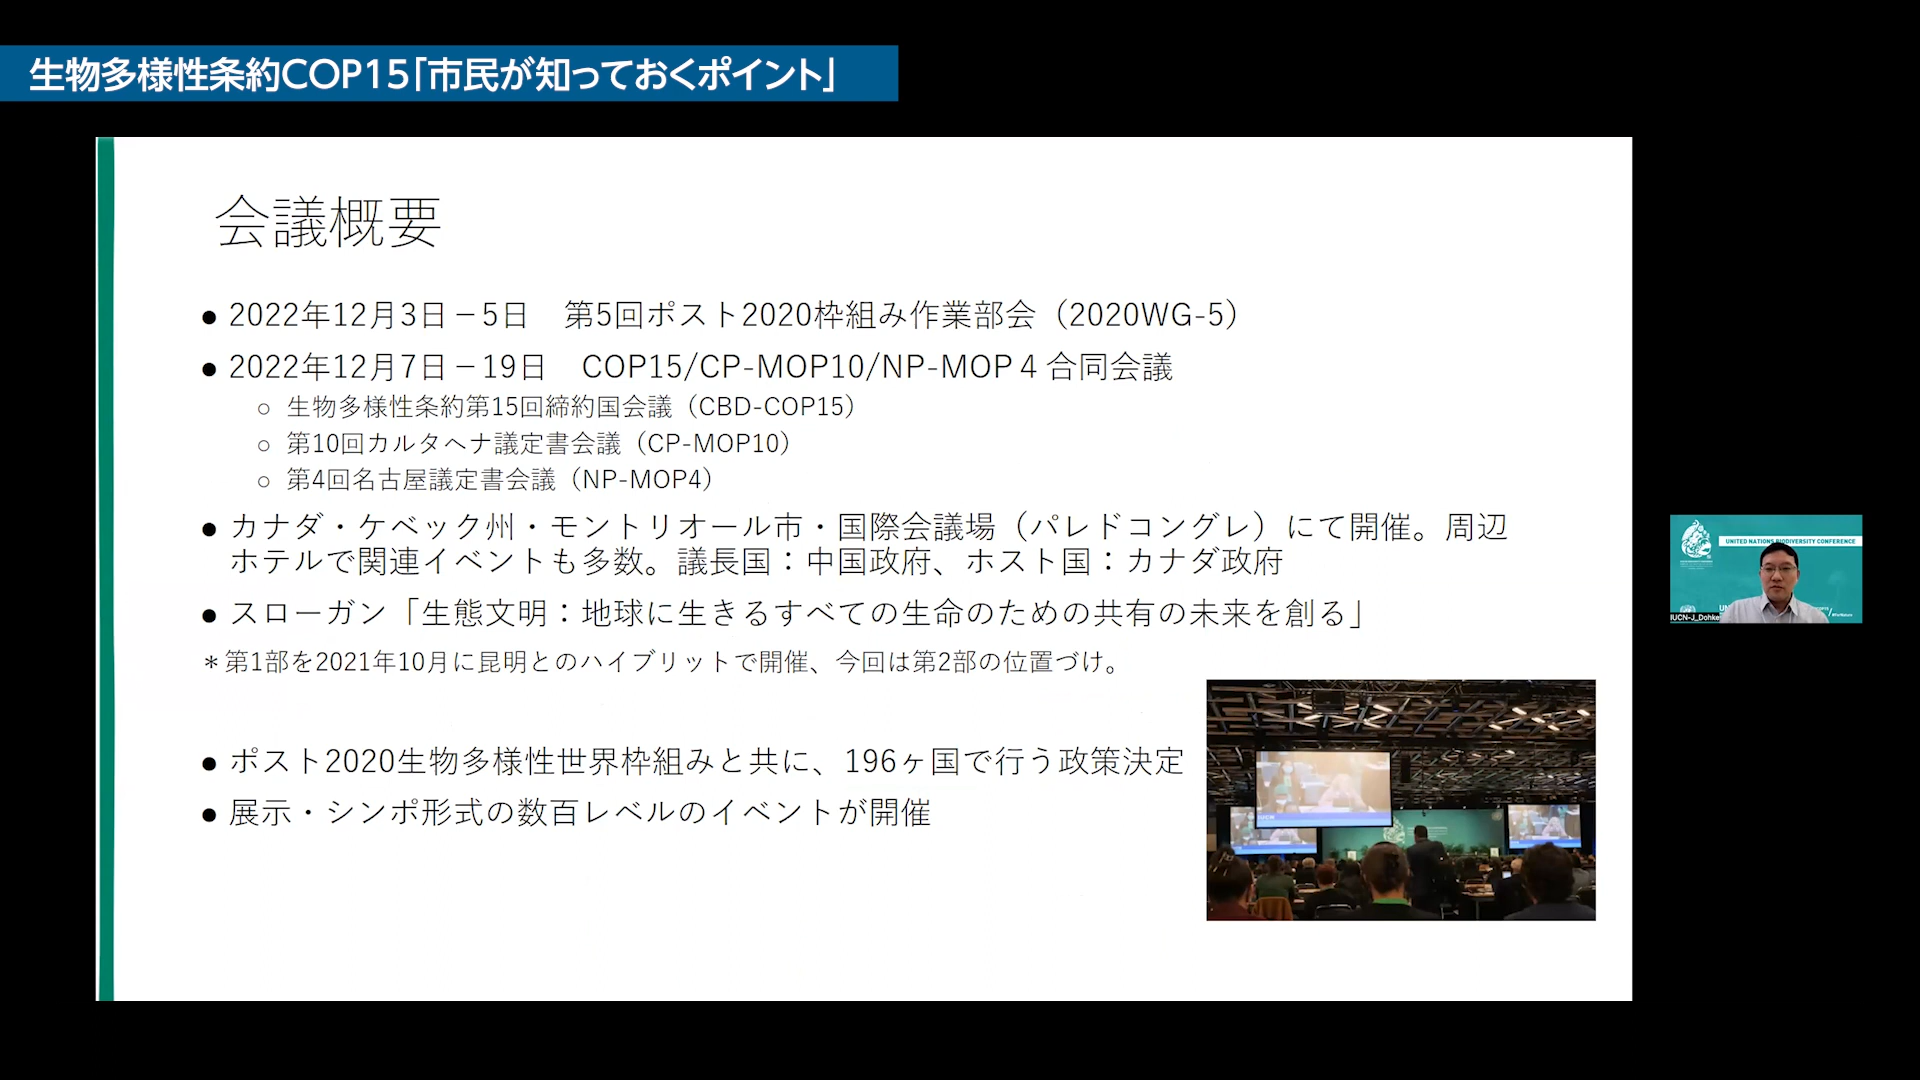 生物多様性条約COP15「市民が知っておくポイント」
会議概要
● 2022年12月3日－5日　第5回ポスト2020枠組み作業部会（2020WG-5）
● 2022年12月7日－19日　COP15/CP-MOP10/NP-MOP４合同会議
○ 生物多様性条約第15回締約国会議（CBD-COP15）
○ 第10回カルタヘナ議定書会議（CP-MOP10）
○ 第4回名古屋議定書会議（NP-MOP4）
● カナダ・ケベック州・モントリオール市・国際会議場（パレドコングレ）にて開催。周辺
ホテルで関連イベントも多数。議長国：中国政府、ホスト国：カナダ政府
● スローガン「生態文明：地球に生きるすべての生命のための共有の未来を創る」
＊第1部を2021年10月に昆明とのハイブリットで開催、今回は第2部の位置づけ。
● ポスト2020生物多様性世界枠組みと共に、196ヶ国で行う政策決定
● 展示・シンポ形式の数百レベルのイベントが開催
UNITED NATIONS BIODIVERSITY CONFERENCE
IUCN-J_Dohke